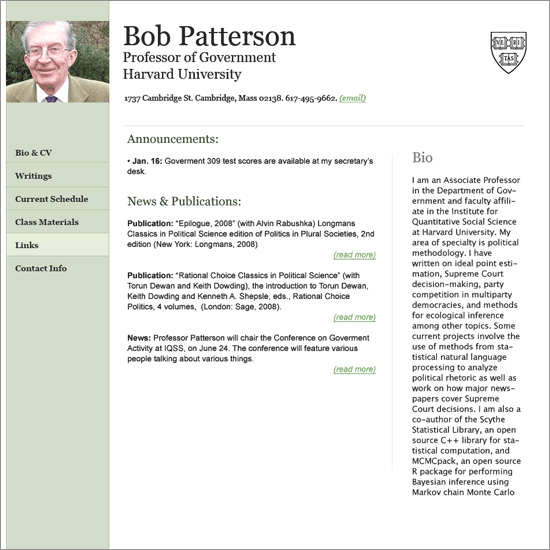 Bob Patterson
Professor of Government
Harvard University
1737 Cambridge St. Cambridge, Mass 02138. 617-495-9662. (email)
VE RI
TAS
Bio & CV
Writings
Current Schedule
Class Materials
Links
Contact Info
Announcements:
• Jan. 16: Goverment 309 test scores are available at my secretary's
desk.
News & Publications:
Publication: "Epilogue, 2008" (with Alvin Rabushka) Longmans
Classics in Political Science edition of Politics in Plural Societies, 2nd
edition (New York: Longmans, 2008)
(read more)
Publication: "Rational Choice Classics in Political Science" (with
Torun Dewan and Keith Dowding), the introduction to Torun Dewan,
Keith Dowding and Kenneth A. Shepsle, eds., Rational Choice
Politics, 4 volumes, (London: Sage, 2008).
(read more)
News: Professor Patterson will chair the Conference on Goverment
Activity at IQSS, on June 24. The conference will feature various
people talking about various things.
(read more)
Bio
I am an Associate Professor
in the Department of Gov-
ernment and faculty affili-
ate in the Institute for
Quantitative Social Science
at Harvard University. My
area of specialty is political
methodology. I have
written on ideal point esti-
mation, Supreme Court
decision-making, party
competition in multiparty
democracies, and methods
for ecological inference
among other topics. Some
current projects involve the
use of methods from sta-
tistical natural language
processing to analyze
political rhetoric as well as
work on how major news-
papers cover Supreme
Court decisions. I am also a
co-author of the Scythe
Statistical Library, an open
source C++ library for sta-
tistical computation, and
MCMCpack, an open source
R package for performing
Bayesian inference using
Markov chain Monte Carlo